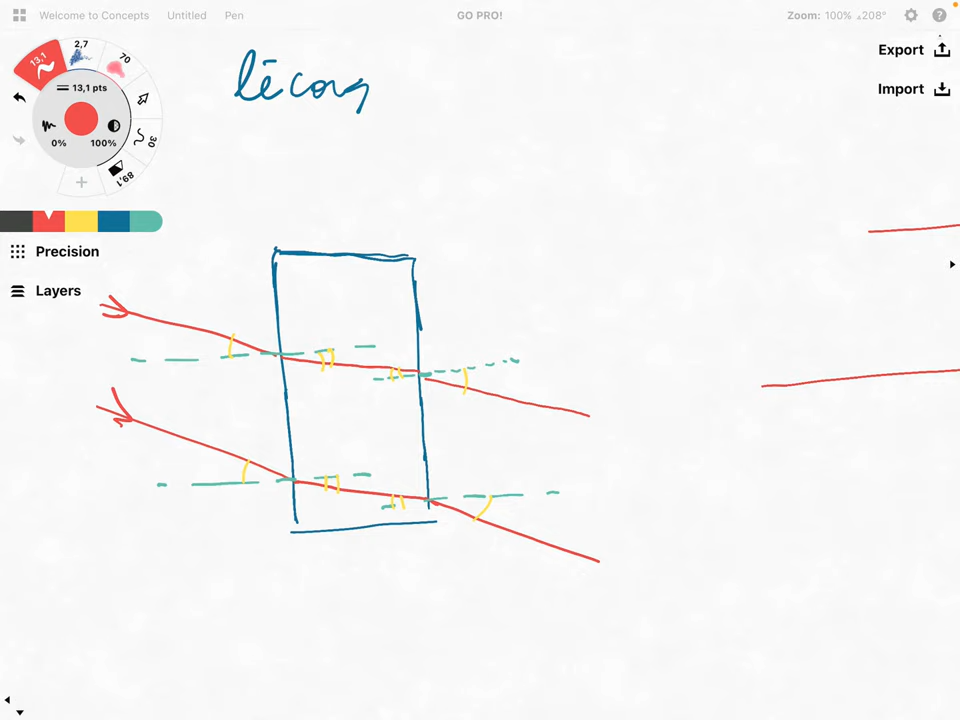 Welcome to Concepts Untitled Pen GO PRO! Zoom: 100% ⊿208° ?
Export
Import
13,1
2,7
70
13,1 pts
30
0% 100%
89,1
+
Precision
Layers